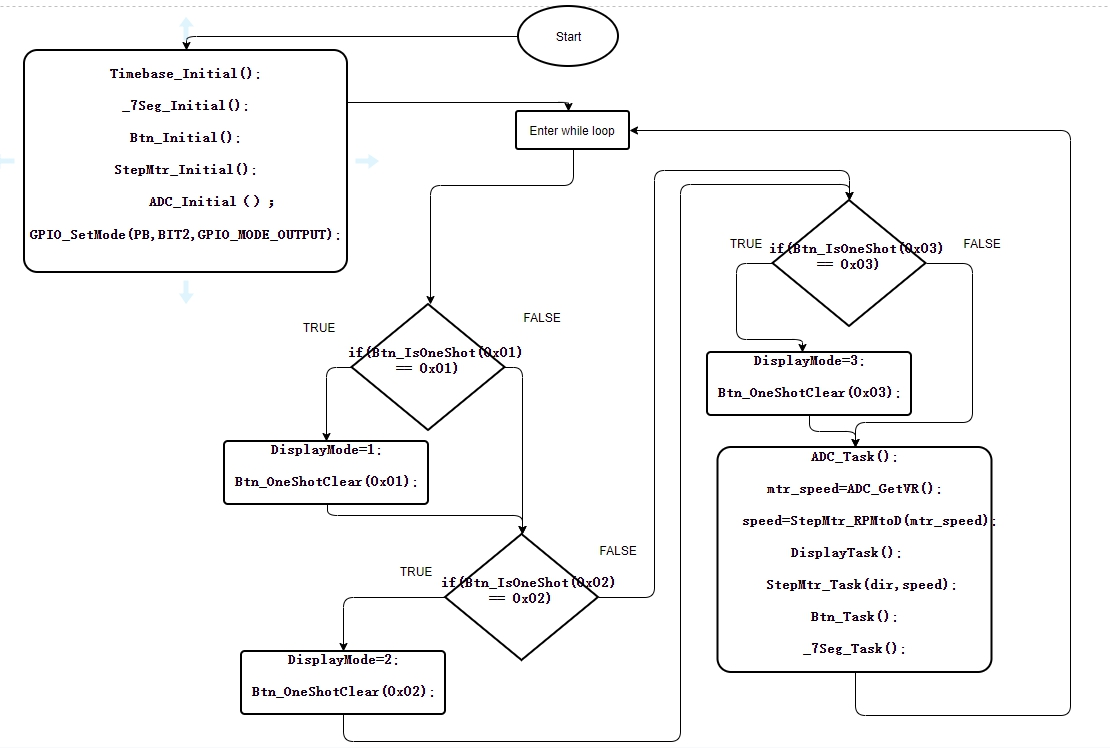 Start
Timebase_Initial();
_7Seg_Initial();
Btn_Initial();
StepMtr_Initial();
ADC_Initial ( ) ;
GPIO_SetMode(PB,BIT2,GPIO_MODE_OUTPUT);
Enter while loop
TRUE
if(Btn_IsOneShot(0x01)
== 0x01)
FALSE
DisplayMode=1;
Btn_OneShotClear(0x01);
TRUE
if(Btn_IsOneShot(0x02)
== 0x02)
FALSE
DisplayMode=2;
Btn_OneShotClear(0x02);
TRUE
if(Btn_IsOneShot(0x03)
== 0x03)
FALSE
DisplayMode=3;
Btn_OneShotClear(0x03);
ADC_Task();
mtr_speed=ADC_GetVR();
speed=StepMtr_RPMtoD(mtr_speed);
DisplayTask();
StepMtr_Task(dir,speed);
Btn_Task();
_7Seg_Task();